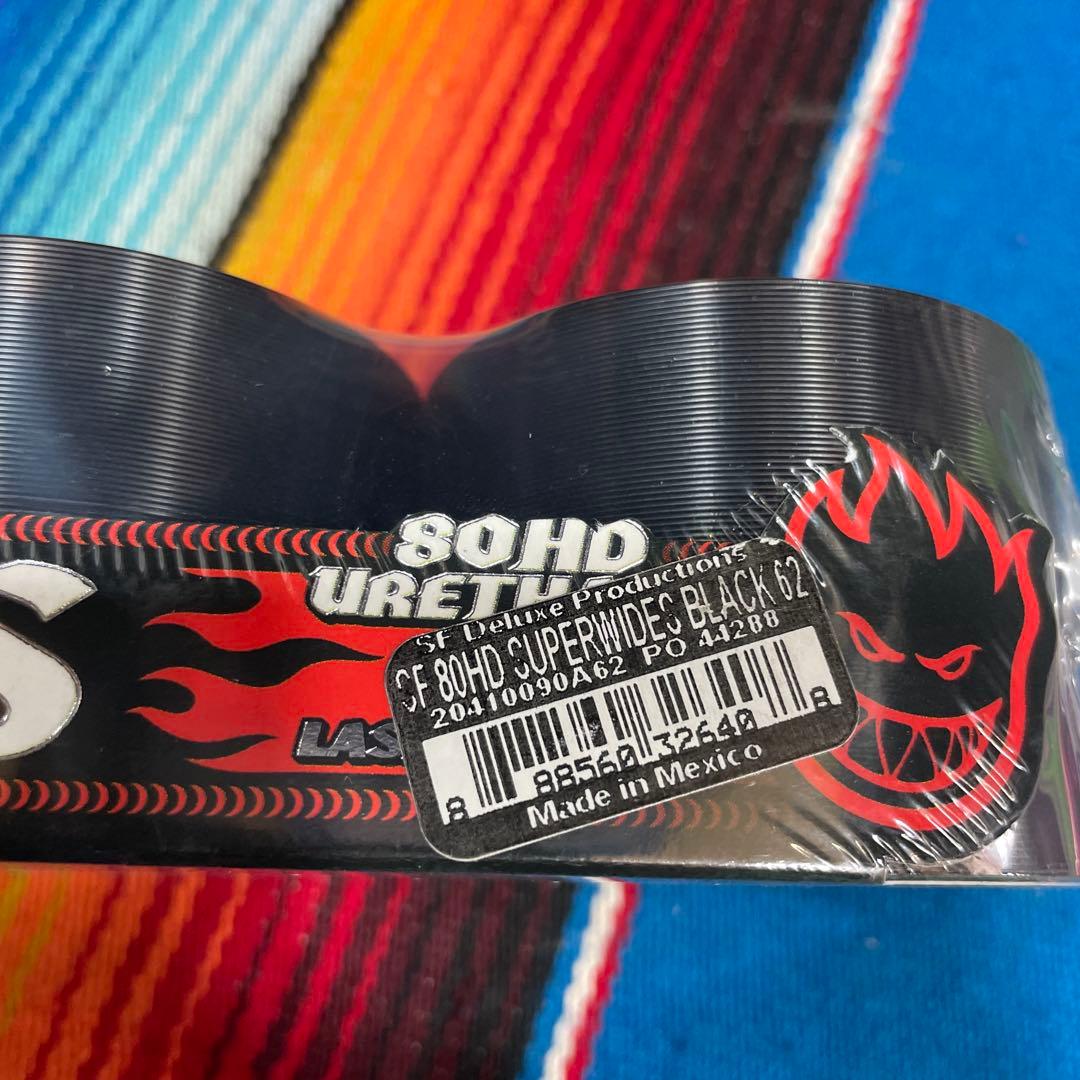 80HD
URETHA
S
LAS
SF Deluxe Productions
SF 80HD SUPERWIDES BLACK 62
20410090A62 PO 44288
8 88560 32640 8
Made in Mexico